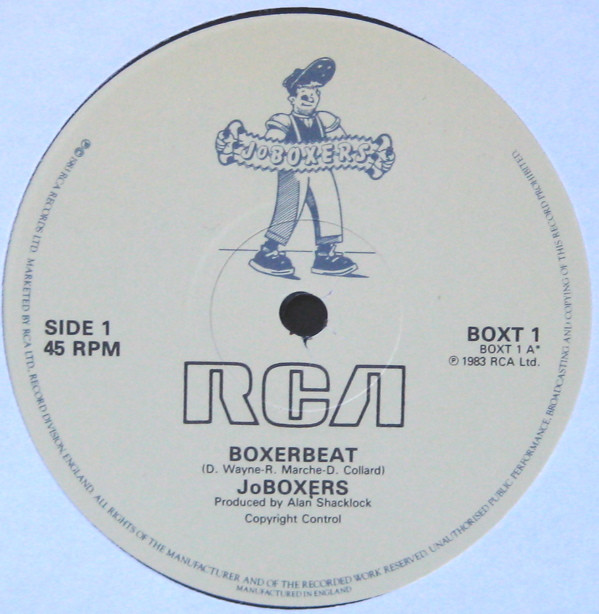 JoBOXERS
SIDE 1
45 RPM
BOXT 1
BOXT 1 A*
Ⓟ 1983 RCA Ltd.
RCA
BOXERBEAT
(D. Wayne-R. Marche-D. Collard)
JoBOXERS
Produced by Alan Shacklock
Copyright Control
RCA RECORDS LTD. MARKETED BY RCA LTD., RECORD DIVISION, ENGLAND. ALL RIGHTS OF THE MANUFACTURER AND OF THE RECORDED WORK RESERVED. UNAUTHORISED PUBLIC PERFORMANCE, BROADCASTING AND COPYING OF THIS RECORD PROHIBITED.
MANUFACTURED IN ENGLAND